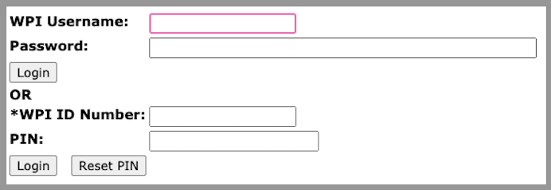 WPI Username:
Password:
Login
OR
*WPI ID Number:
PIN:
Login Reset PIN